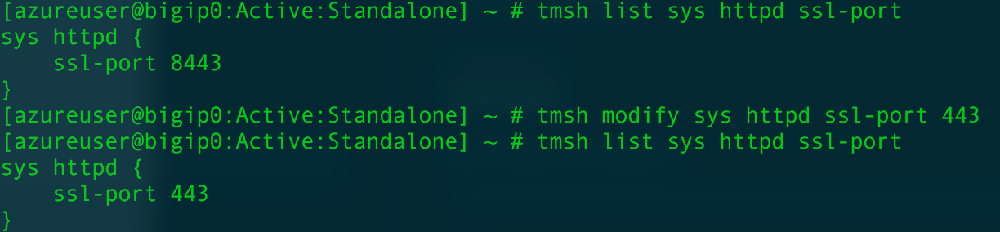 [azureuser@bigip0:Active:Standalone] ~ # tmsh list sys httpd ssl-port
sys httpd {
    ssl-port 8443
}
[azureuser@bigip0:Active:Standalone] ~ # tmsh modify sys httpd ssl-port 443
[azureuser@bigip0:Active:Standalone] ~ # tmsh list sys httpd ssl-port
sys httpd {
    ssl-port 443
}